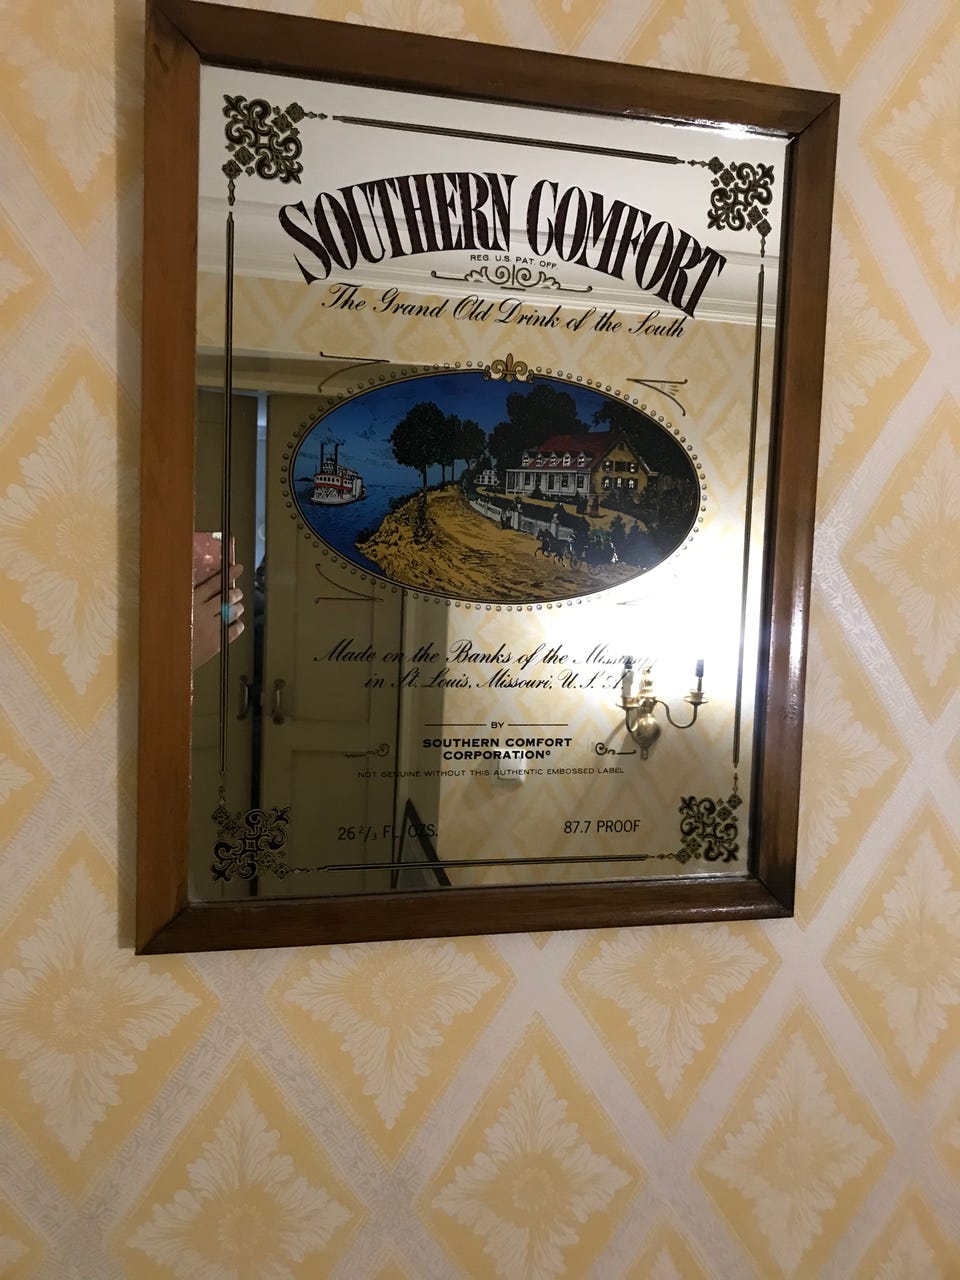 SOUTHERN COMFORT
REG. U.S. PAT. OFF.
The Grand Old Drink of the South
Made on the Banks of the
in St. Louis, Missouri, U.S.A.
BY
SOUTHERN COMFORT
CORPORATION®
NOT GENUINE WITHOUT THIS AUTHENTIC EMBOSSED LABEL
26 2/3 FL. OZS.
87.7 PROOF